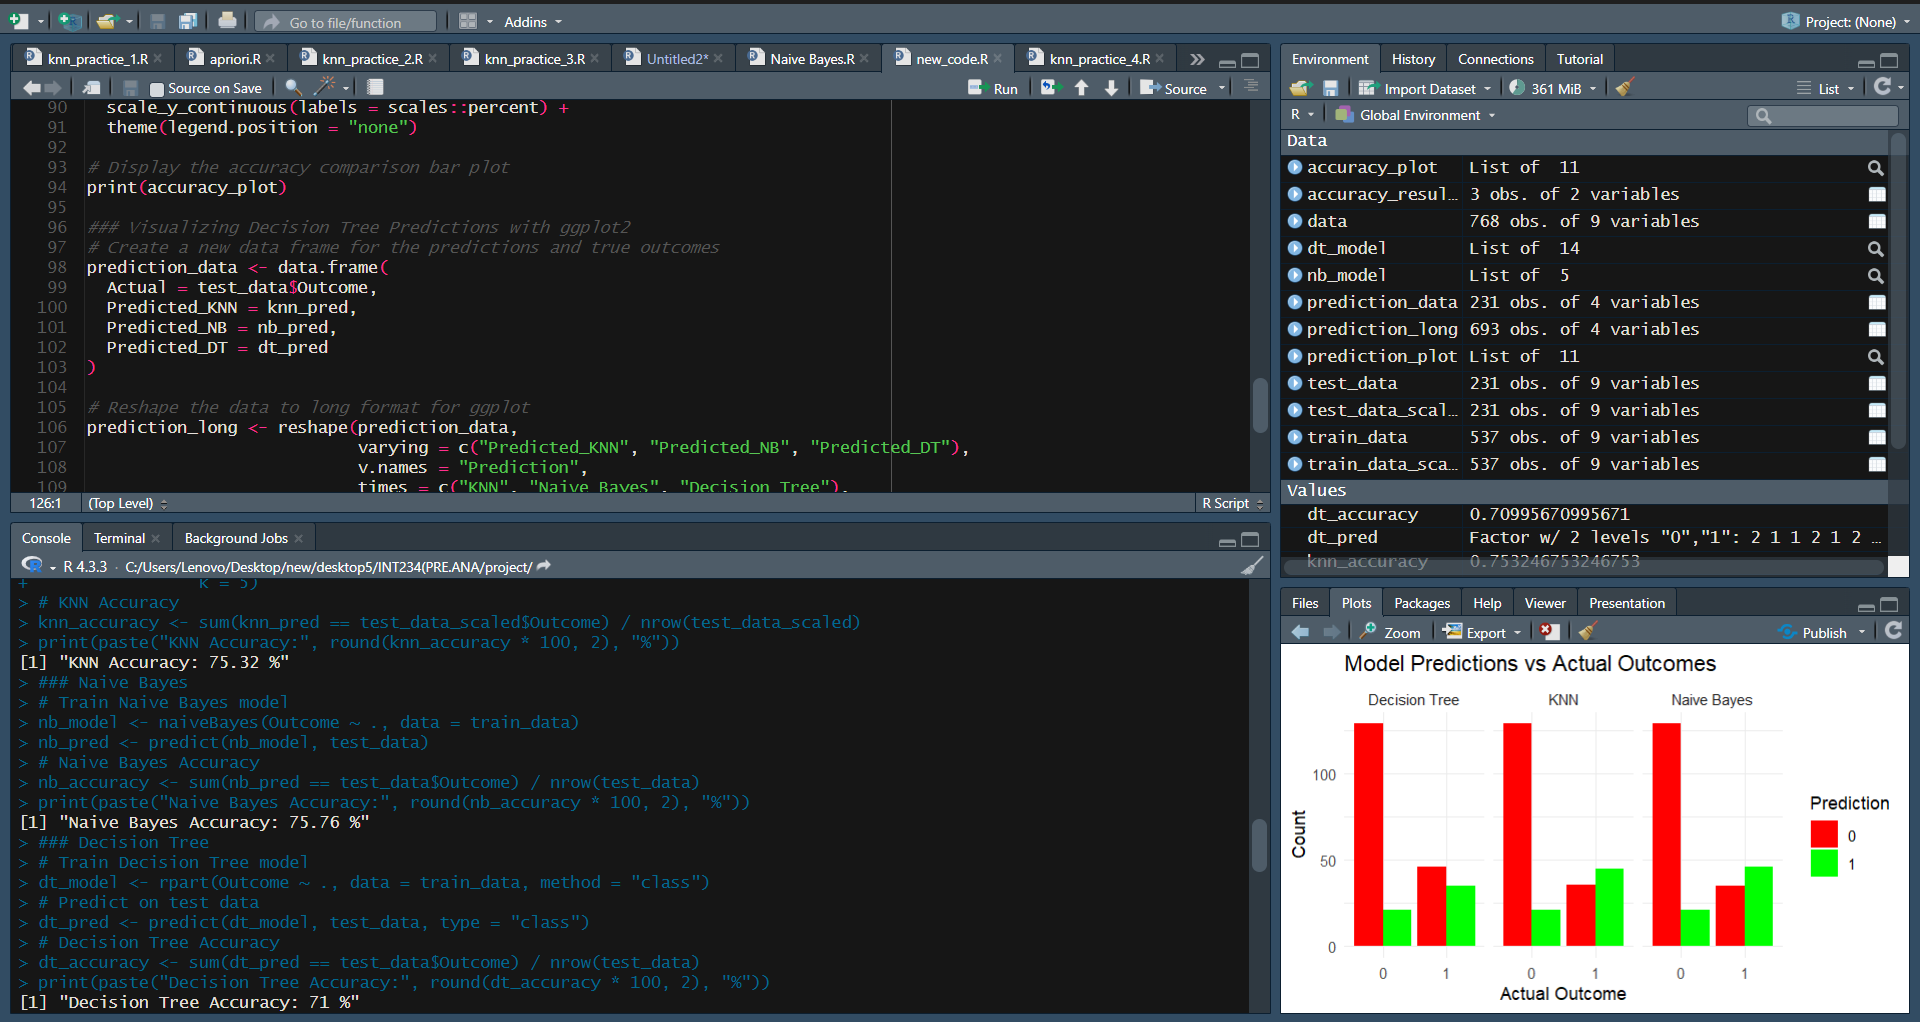 Go to file/function
Addins
Project: (None)
knn_practice_1.R
apriori.R
knn_practice_2.R
knn_practice_3.R
Untitled2*
Naive Bayes.R
new_code.R
knn_practice_4.R
Source on Save
Run
Source
90   scale_y_continuous(labels = scales::percent) +
91   theme(legend.position = "none")
92
93 # Display the accuracy comparison bar plot
94 print(accuracy_plot)
95
96 ### Visualizing Decision Tree Predictions with ggplot2
97 # Create a new data frame for the predictions and true outcomes
98 prediction_data <- data.frame(
99   Actual = test_data$Outcome,
100   Predicted_KNN = knn_pred,
101   Predicted_NB = nb_pred,
102   Predicted_DT = dt_pred
103 )
104
105 # Reshape the data to long format for ggplot
106 prediction_long <- reshape(prediction_data,
107                            varying = c("Predicted_KNN", "Predicted_NB", "Predicted_DT"),
108                            v.names = "Prediction",
109                            times = c("KNN", "Naive Bayes", "Decision Tree"),
126:1
(Top Level)
R Script
Console
Terminal
Background Jobs
R 4.3.3 · C:/Users/Lenovo/Desktop/new/desktop5/INT234(PRE.ANA/project/
+                 k = 5)
> # KNN Accuracy
> knn_accuracy <- sum(knn_pred == test_data_scaled$Outcome) / nrow(test_data_scaled)
> print(paste("KNN Accuracy:", round(knn_accuracy * 100, 2), "%"))
[1] "KNN Accuracy: 75.32 %"
> ### Naive Bayes
> # Train Naive Bayes model
> nb_model <- naiveBayes(Outcome ~ ., data = train_data)
> nb_pred <- predict(nb_model, test_data)
> # Naive Bayes Accuracy
> nb_accuracy <- sum(nb_pred == test_data$Outcome) / nrow(test_data)
> print(paste("Naive Bayes Accuracy:", round(nb_accuracy * 100, 2), "%"))
[1] "Naive Bayes Accuracy: 75.76 %"
> ### Decision Tree
> # Train Decision Tree model
> dt_model <- rpart(Outcome ~ ., data = train_data, method = "class")
> # Predict on test data
> dt_pred <- predict(dt_model, test_data, type = "class")
> # Decision Tree Accuracy
> dt_accuracy <- sum(dt_pred == test_data$Outcome) / nrow(test_data)
> print(paste("Decision Tree Accuracy:", round(dt_accuracy * 100, 2), "%"))
[1] "Decision Tree Accuracy: 71 %"
Environment
History
Connections
Tutorial
Import Dataset
361 MiB
List
R
Global Environment
Data
accuracy_plot List of 11
accuracy_resul… 3 obs. of 2 variables
data 768 obs. of 9 variables
dt_model List of 14
nb_model List of 5
prediction_data 231 obs. of 4 variables
prediction_long 693 obs. of 4 variables
prediction_plot List of 11
test_data 231 obs. of 9 variables
test_data_scal… 231 obs. of 9 variables
train_data 537 obs. of 9 variables
train_data_sca… 537 obs. of 9 variables
Values
dt_accuracy 0.70995670995671
dt_pred Factor w/ 2 levels "0","1": 2 1 1 2 1 2 …
knn_accuracy 0.753246753246753
Files
Plots
Packages
Help
Viewer
Presentation
Zoom
Export
Publish
Model Predictions vs Actual Outcomes
Decision Tree
KNN
Naive Bayes
100
50
0
Count
0 1
0 1
0 1
Actual Outcome
Prediction
0
1